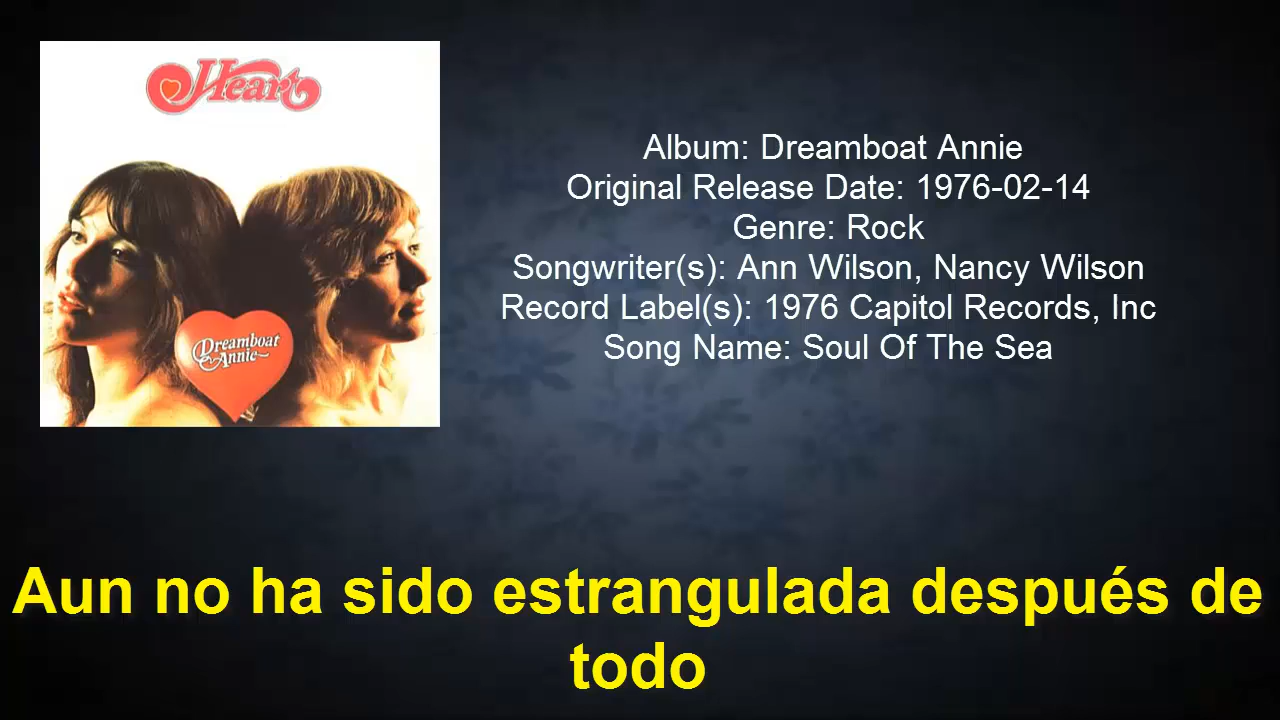 Heart
Dreamboat
Annie
Album: Dreamboat Annie
Original Release Date: 1976-02-14
Genre: Rock
Songwriter(s): Ann Wilson, Nancy Wilson
Record Label(s): 1976 Capitol Records, Inc
Song Name: Soul Of The Sea
Aun no ha sido estrangulada después de
todo